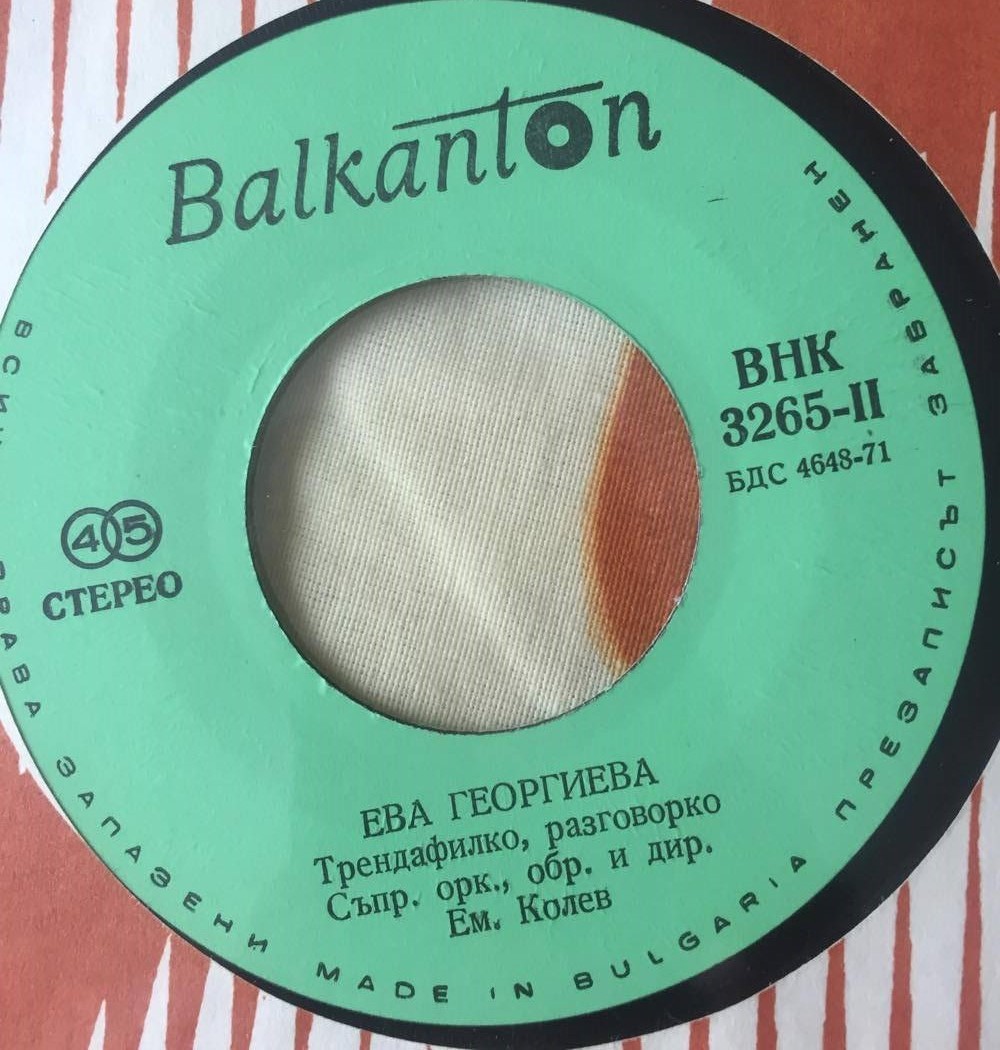 Balkanton
ВНК
3265-II
БДС 4648-71
45
СТЕРЕО
ЕВА ГЕОРГИЕВА
Трендафилко, разговорко
Съпр. орк., обр. и дир.
Ем. Колев
ЗАПАЗЕНИ MADE IN BULGARIA ПРЕЗАПИСЪТ ЗАБРАНЕН